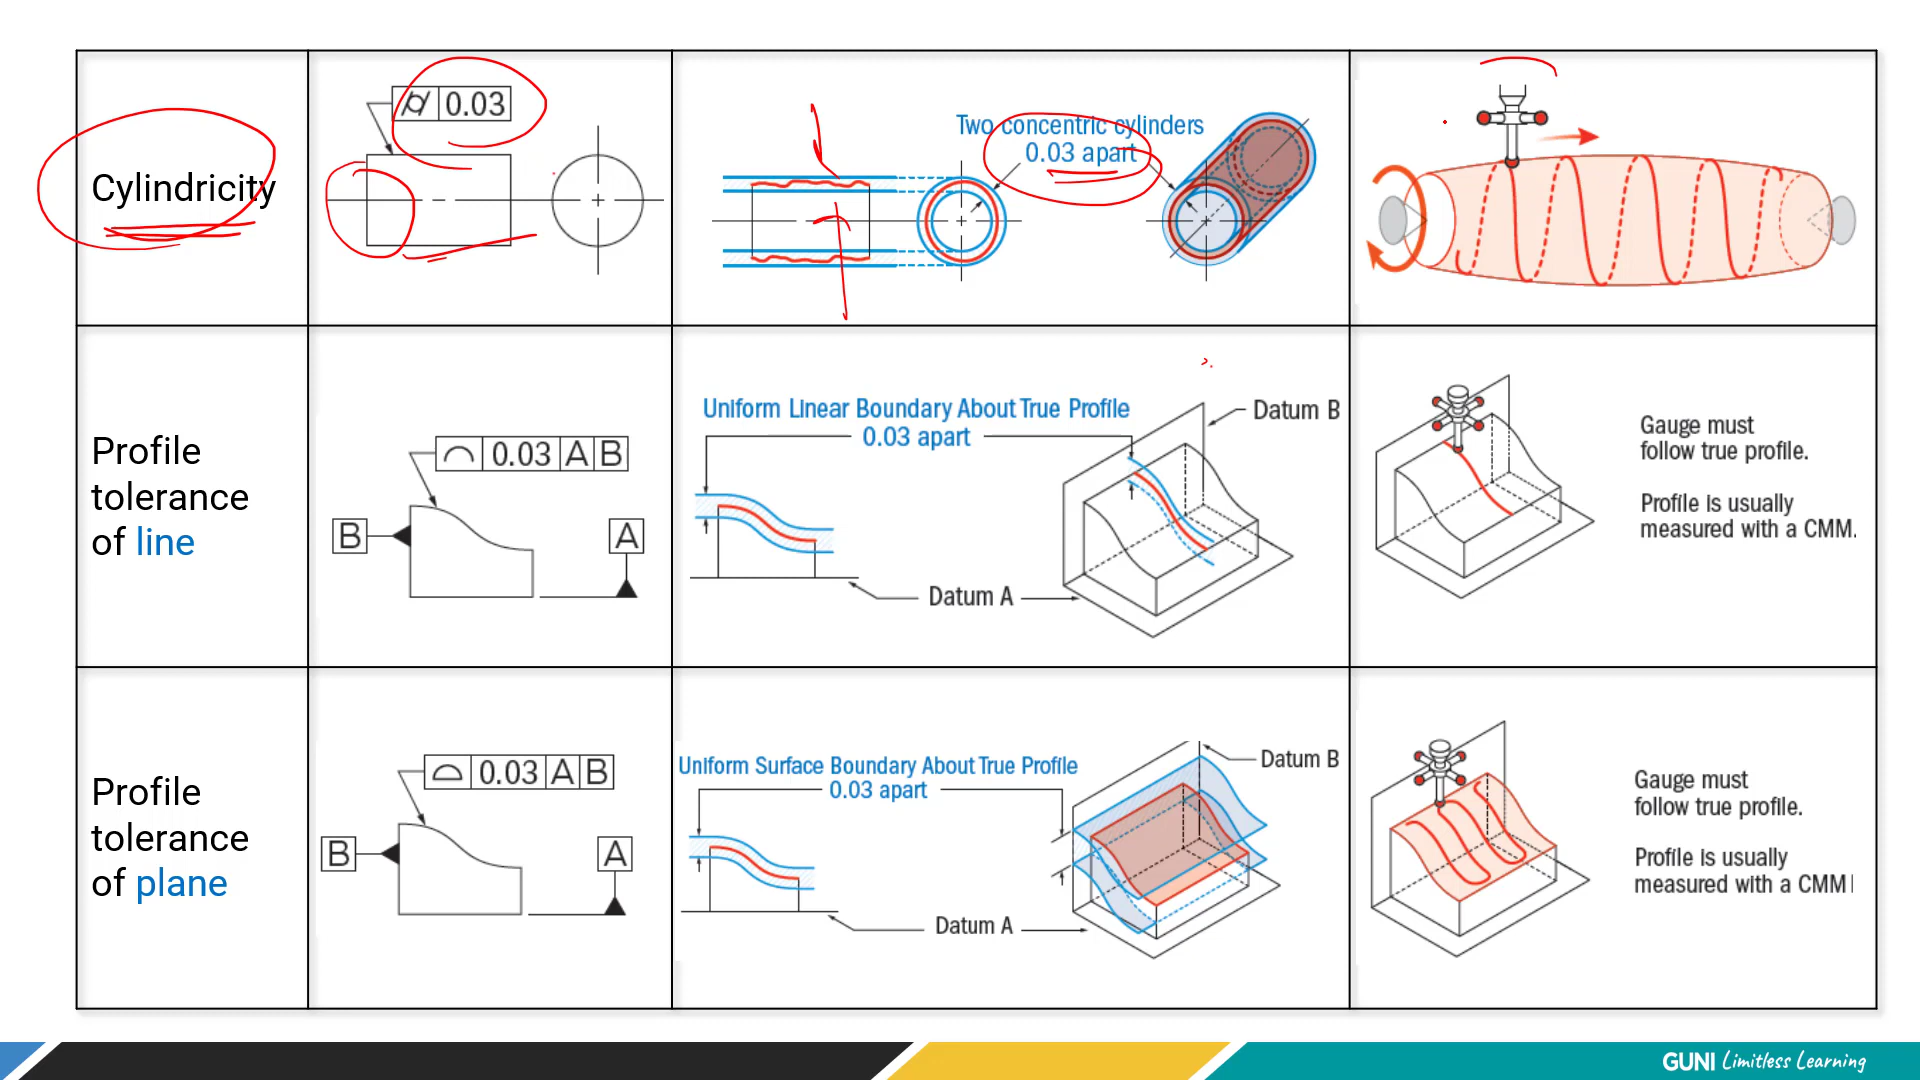 Cylindricity
0.03
Two concentric cylinders
0.03 apart
Profile
tolerance
of line
0.03 A B
B
A
Uniform Linear Boundary About True Profile
0.03 apart
Datum B
Datum A
Gauge must
follow true profile.
Profile is usually
measured with a CMM.
Profile
tolerance
of plane
0.03 A B
B
A
Uniform Surface Boundary About True Profile
0.03 apart
Datum B
Datum A
Gauge must
follow true profile.
Profile is usually
measured with a CMM
GUNI Limitless Learning